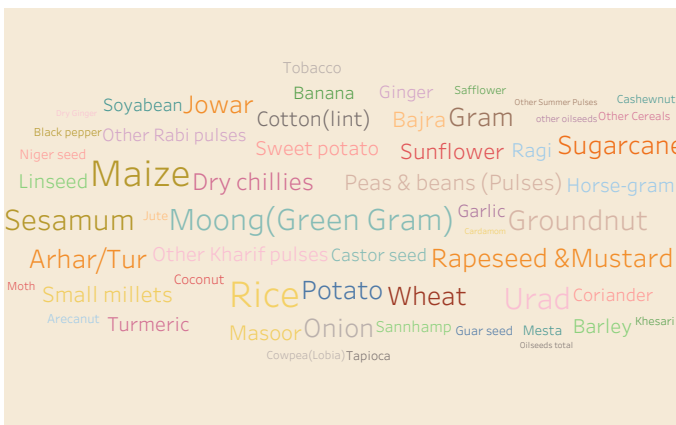 Tobacco
Banana
Ginger
Safflower
Soyabean
Jowar
Other Summer Pulses
Cashewnut
Dry Ginger
Cotton(lint)
Bajra
Gram
other oilseeds
Other Cereals
Black pepper
Other Rabi pulses
Niger seed
Sweet potato
Sunflower
Ragi
Sugarcane
Linseed
Maize
Dry chillies
Peas & beans (Pulses)
Horse-gram
Sesamum
Jute
Moong(Green Gram)
Garlic
Cardamom
Groundnut
Arhar/Tur
Other Kharif pulses
Castor seed
Rapeseed &Mustard
Moth
Small millets
Coconut
Rice
Potato
Wheat
Urad
Coriander
Arecanut
Turmeric
Masoor
Onion
Sannhamp
Guar seed
Mesta
Barley
Khesari
Oilseeds total
Cowpea(Lobia)
Tapioca